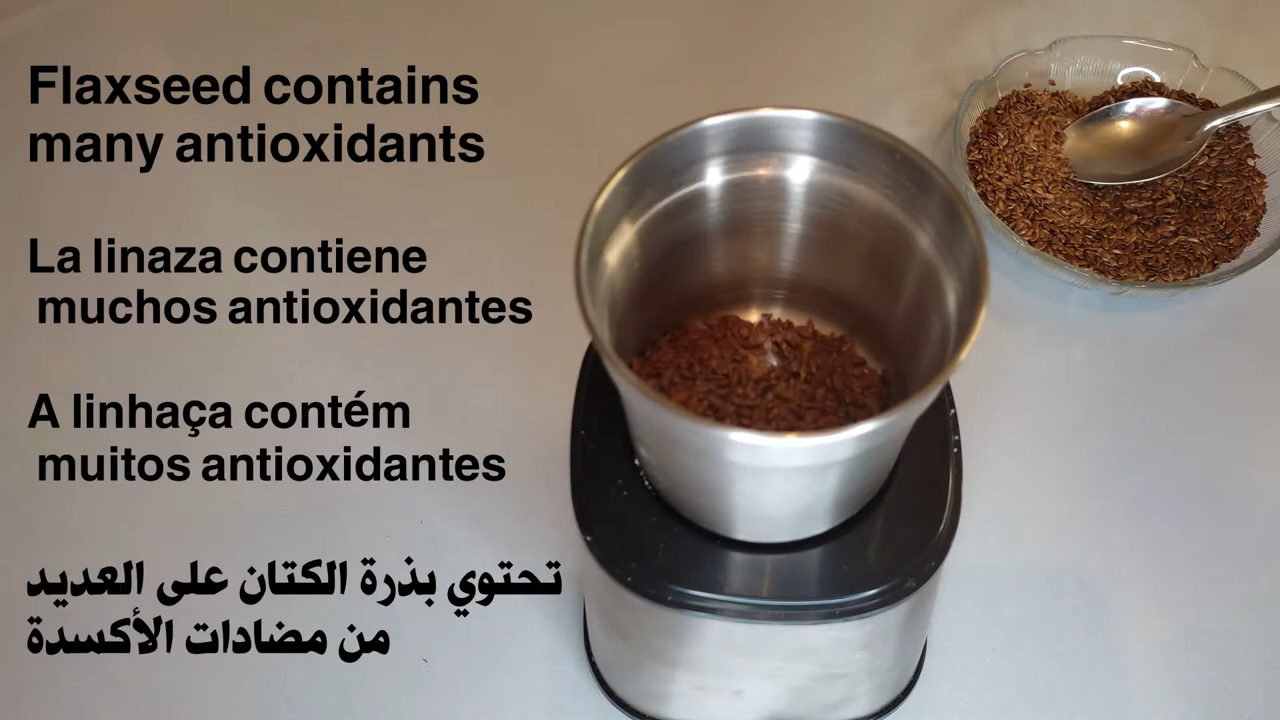 Flaxseed contains
many antioxidants
La linaza contiene
muchos antioxidantes
A linhaça contém
muitos antioxidantes
تحتوي بذرة الكتان على العديد
من مضادات الأكسدة